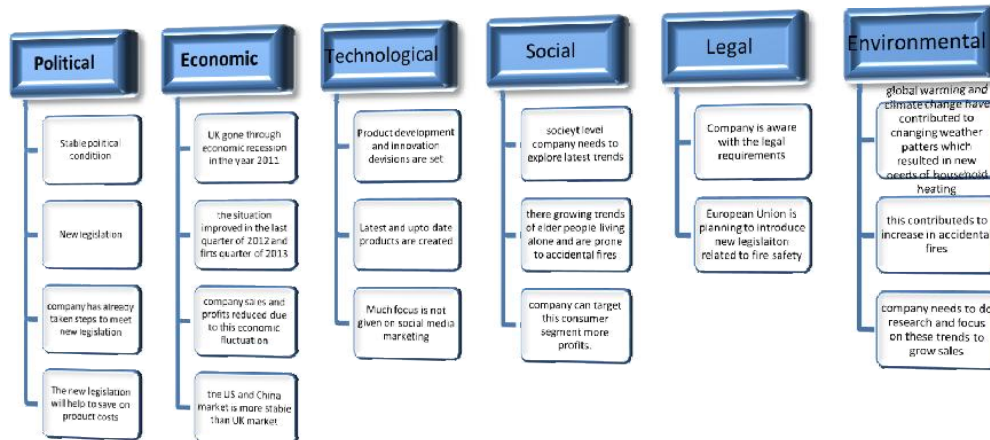 Political
Stable political
condition
New legislation
company has already
taken steps to meet
new legislation
The new legislation
will help to save on
product costs
Economic
UK gone through
economic recession
in the year 2011
the situation
improved in the last
quarter of 2012 and
firts quarter of 2013
company sales and
profits reduced due
to this economic
fluctuation
the US and China
market is more stable
than UK market
Technological
Product development
and innovation
devisions are set
Latest and upto date
products are created
Much focus is not
given on social media
marketing
Social
societyt level
company needs to
explore latest trends
there growing trends
of elder people living
alone and are prone
to accidental fires
company can target
this consumer
segment more
profits.
Legal
Company is aware
with the legal
requirements
European Union is
planning to introduce
new legislaiton
related to fire safety
Environmental
global warming and
climate change have
contributed to
changing weather
patters which
resulted in new
needs of household
heating
this contributeds to
increase in accidental
fires
company needs to do
research and focus
on these trends to
grow sales